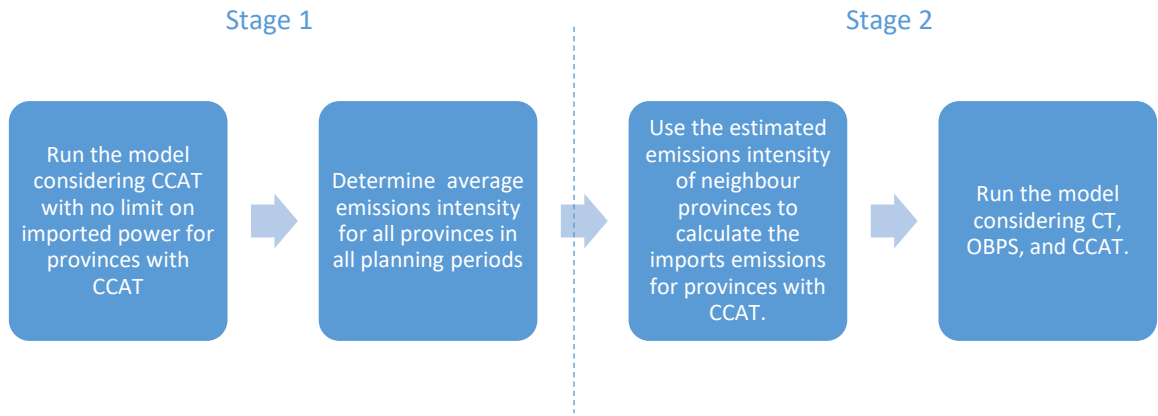 Stage 1
Stage 2
Run the model
considering CCAT
with no limit on
imported power for
provinces with
CCAT
Determine average
emissions intensity
for all provinces in
all planning periods
Use the estimated
emissions intensity
of neighbour
provinces to
calculate the
imports emissions
for provinces with
CCAT.
Run the model
considering CT,
OBPS, and CCAT.